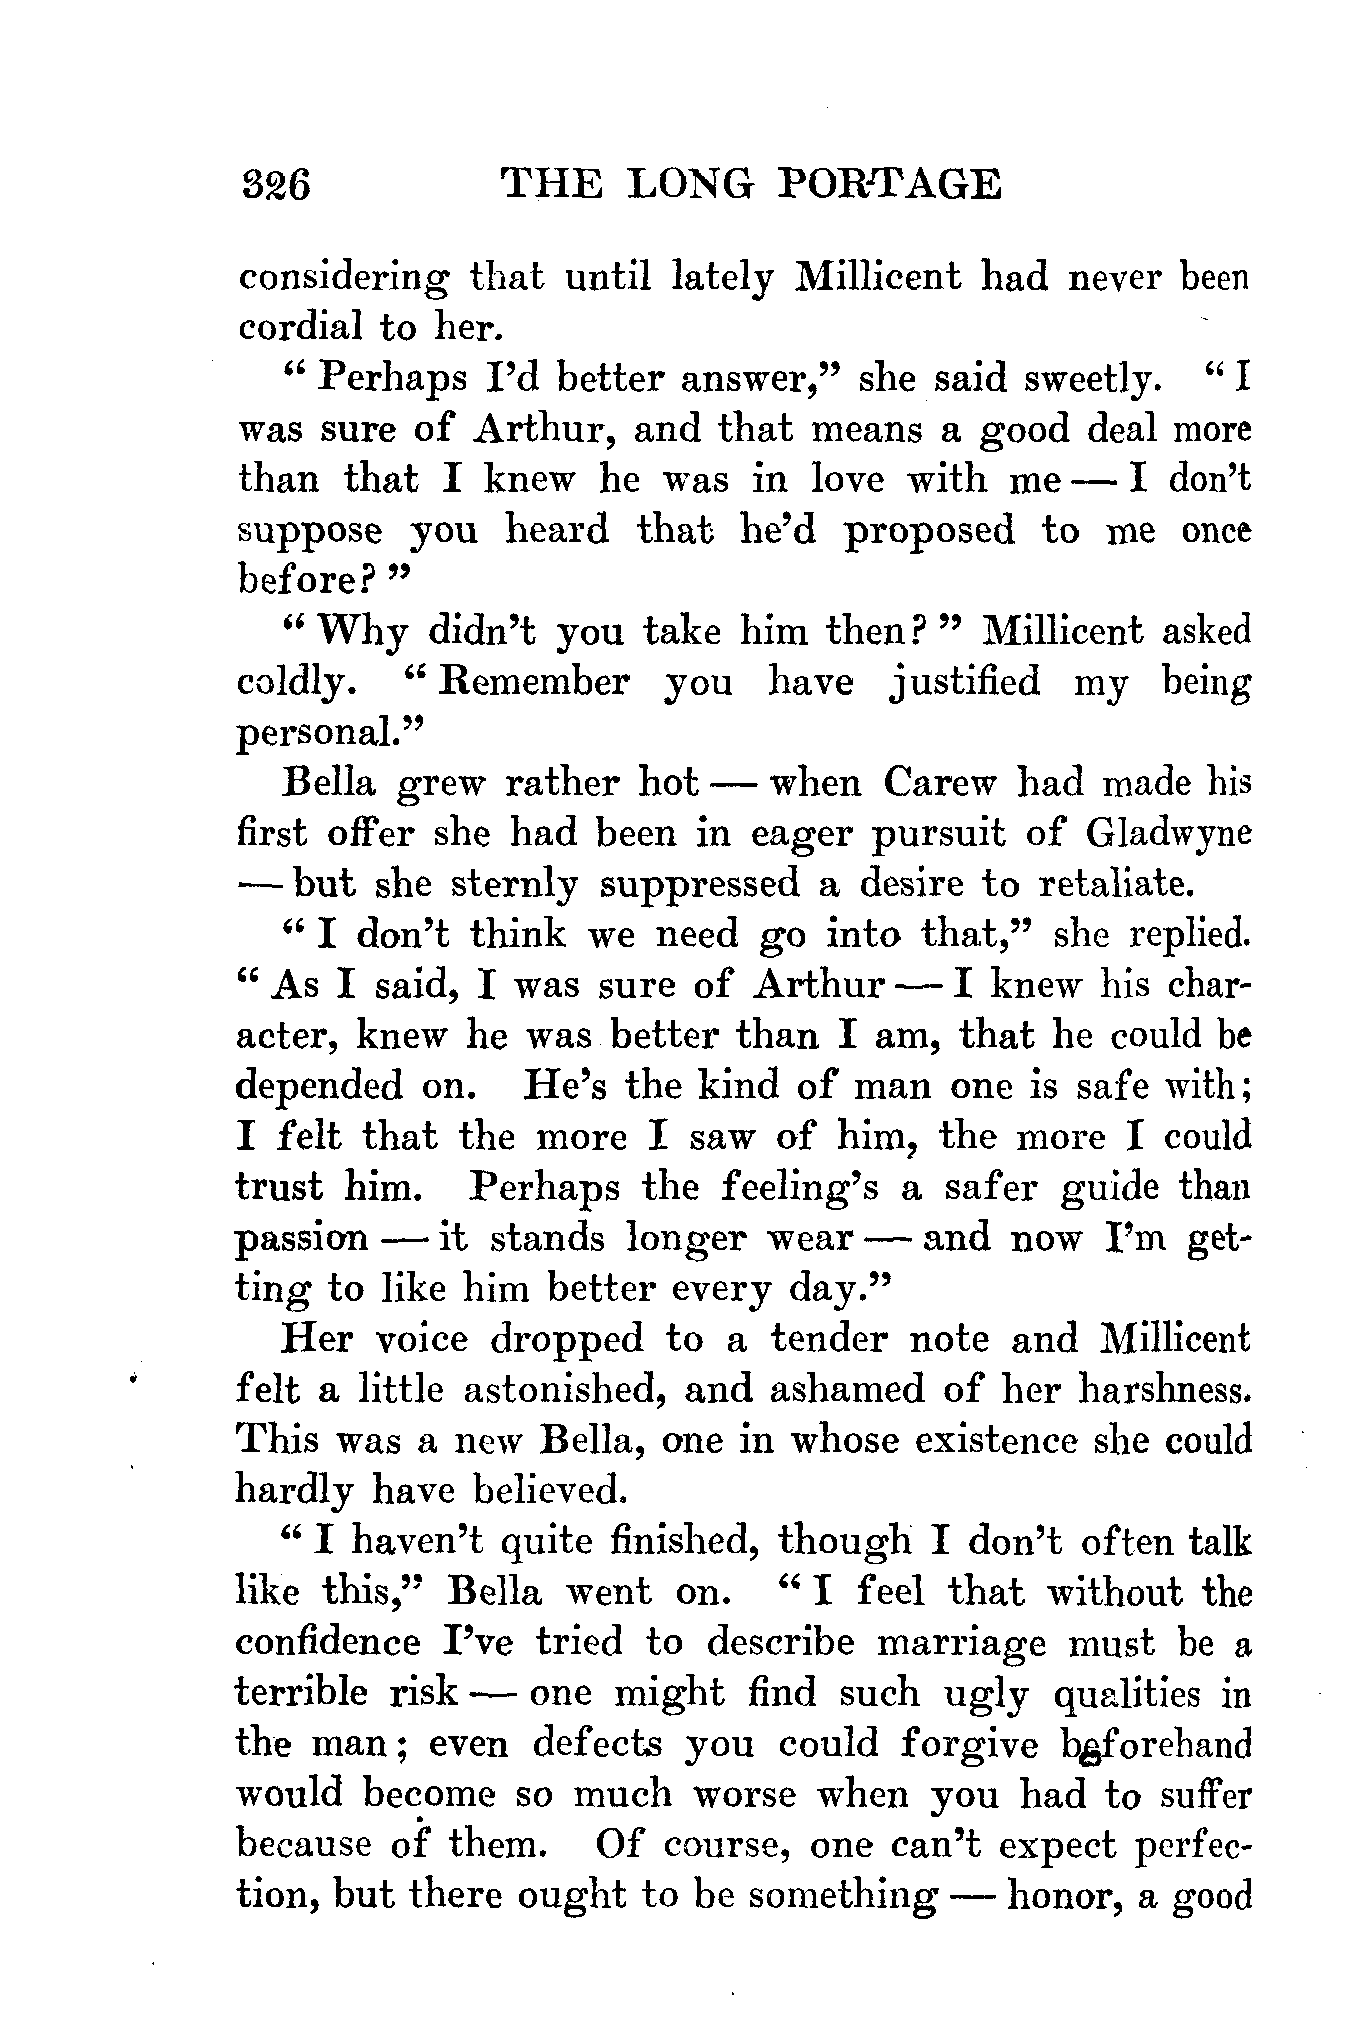 326 THE LONG PORTAGE
considering that until lately Millicent had never been
cordial to her.
“ Perhaps I’d better answer,” she said sweetly. “ I
was sure of Arthur, and that means a good deal more
than that I knew he was in love with me — I don’t
suppose you heard that he’d proposed to me once
before? ”
“ Why didn’t you take him then? ” Millicent asked
coldly. “ Remember you have justified my being
personal.”
Bella grew rather hot — when Carew had made his
first offer she had been in eager pursuit of Gladwyne
— but she sternly suppressed a desire to retaliate.
“ I don’t think we need go into that,” she replied.
“ As I said, I was sure of Arthur — I knew his char-
acter, knew he was better than I am, that he could be
depended on. He’s the kind of man one is safe with;
I felt that the more I saw of him, the more I could
trust him. Perhaps the feeling’s a safer guide than
passion — it stands longer wear — and now I’m get-
ting to like him better every day.”
Her voice dropped to a tender note and Millicent
felt a little astonished, and ashamed of her harshness.
This was a new Bella, one in whose existence she could
hardly have believed.
“ I haven’t quite finished, though I don’t often talk
like this,” Bella went on. “ I feel that without the
confidence I’ve tried to describe marriage must be a
terrible risk — one might find such ugly qualities in
the man; even defects you could forgive beforehand
would become so much worse when you had to suffer
because of them. Of course, one can’t expect perfec-
tion, but there ought to be something — honor, a good